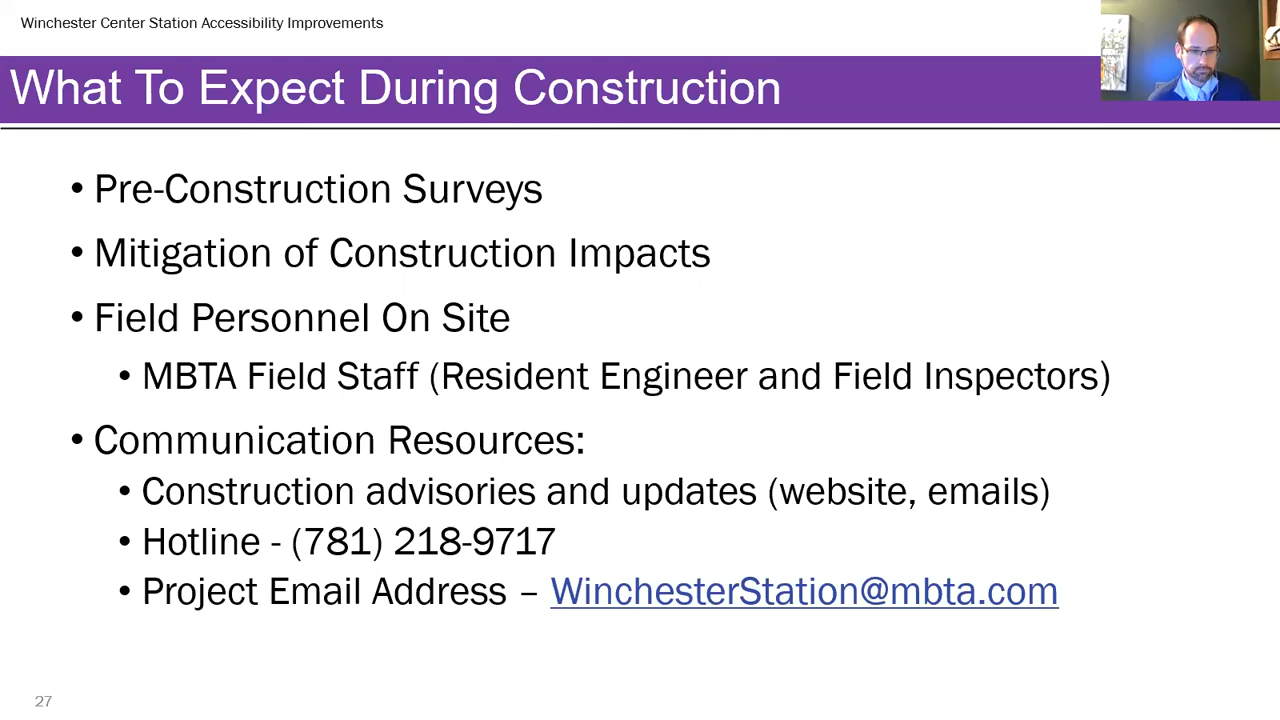 Winchester Center Station Accessibility Improvements
What To Expect During Construction
• Pre-Construction Surveys
• Mitigation of Construction Impacts
• Field Personnel On Site
• MBTA Field Staff (Resident Engineer and Field Inspectors)
• Communication Resources:
• Construction advisories and updates (website, emails)
• Hotline - (781) 218-9717
• Project Email Address – WinchesterStation@mbta.com
27